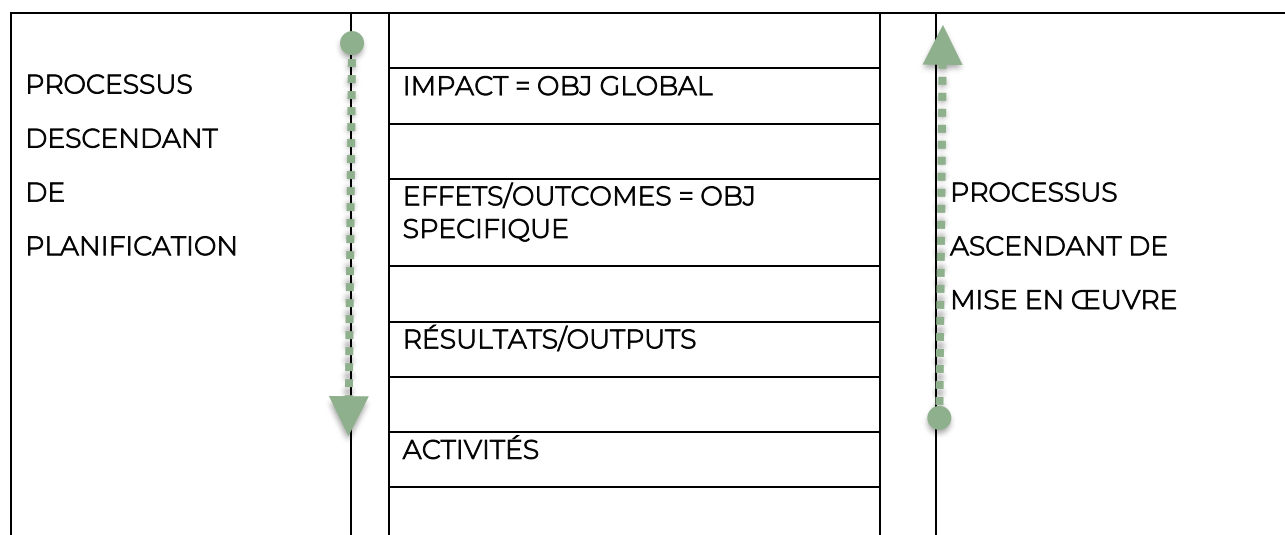 PROCESSUS
DESCENDANT
DE
PLANIFICATION
IMPACT = OBJ GLOBAL
EFFETS/OUTCOMES = OBJ
SPECIFIQUE
RÉSULTATS/OUTPUTS
ACTIVITÉS
PROCESSUS
ASCENDANT DE
MISE EN ŒUVRE